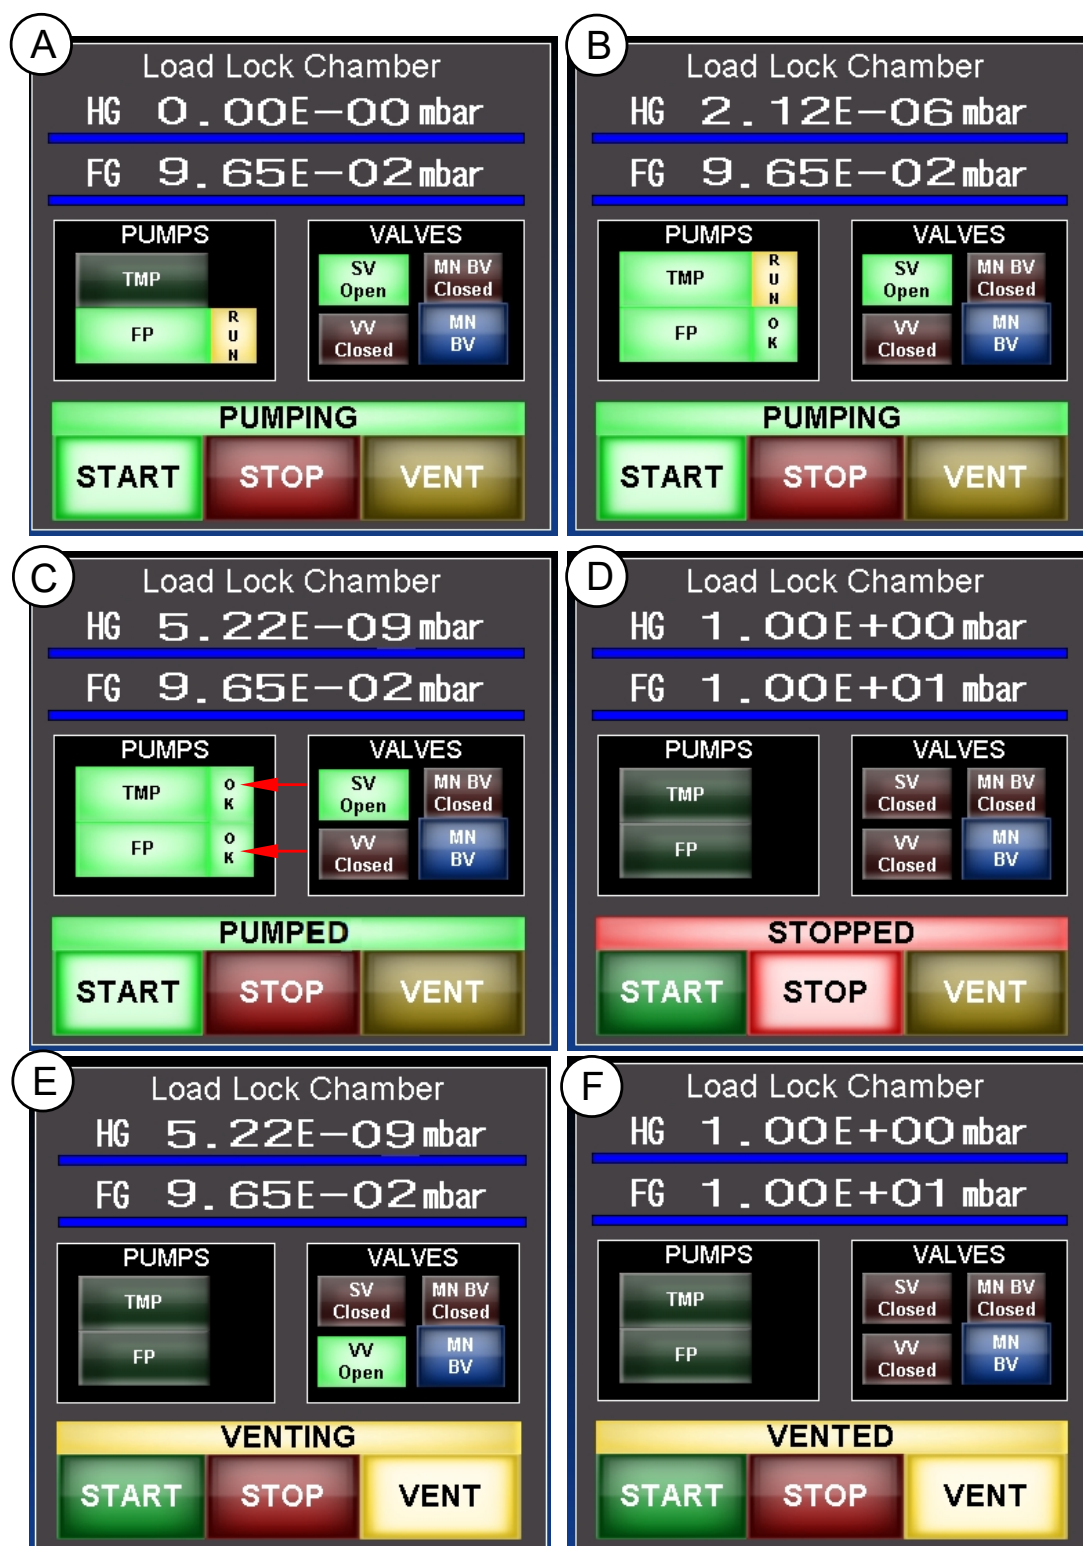 A
Load Lock Chamber
HG 0.00E-00 mbar
FG 9.65E-02 mbar
PUMPS
TMP
FP
RUN
VALVES
SV Open
MN BV Closed
VV Closed
MN BV
PUMPING
START STOP VENT
B
Load Lock Chamber
HG 2.12E-06 mbar
FG 9.65E-02 mbar
PUMPS
TMP
RUN
FP
OK
VALVES
SV Open
MN BV Closed
VV Closed
MN BV
PUMPING
START STOP VENT
C
Load Lock Chamber
HG 5.22E-09 mbar
FG 9.65E-02 mbar
PUMPS
TMP
OK
FP
OK
VALVES
SV Open
MN BV Closed
VV Closed
MN BV
PUMPED
START STOP VENT
D
Load Lock Chamber
HG 1.00E+00 mbar
FG 1.00E+01 mbar
PUMPS
TMP
FP
VALVES
SV Closed
MN BV Closed
VV Closed
MN BV
STOPPED
START STOP VENT
E
Load Lock Chamber
HG 5.22E-09 mbar
FG 9.65E-02 mbar
PUMPS
TMP
FP
VALVES
SV Closed
MN BV Closed
VV Open
MN BV
VENTING
START STOP VENT
F
Load Lock Chamber
HG 1.00E+00 mbar
FG 1.00E+01 mbar
PUMPS
TMP
FP
VALVES
SV Closed
MN BV Closed
VV Closed
MN BV
VENTED
START STOP VENT